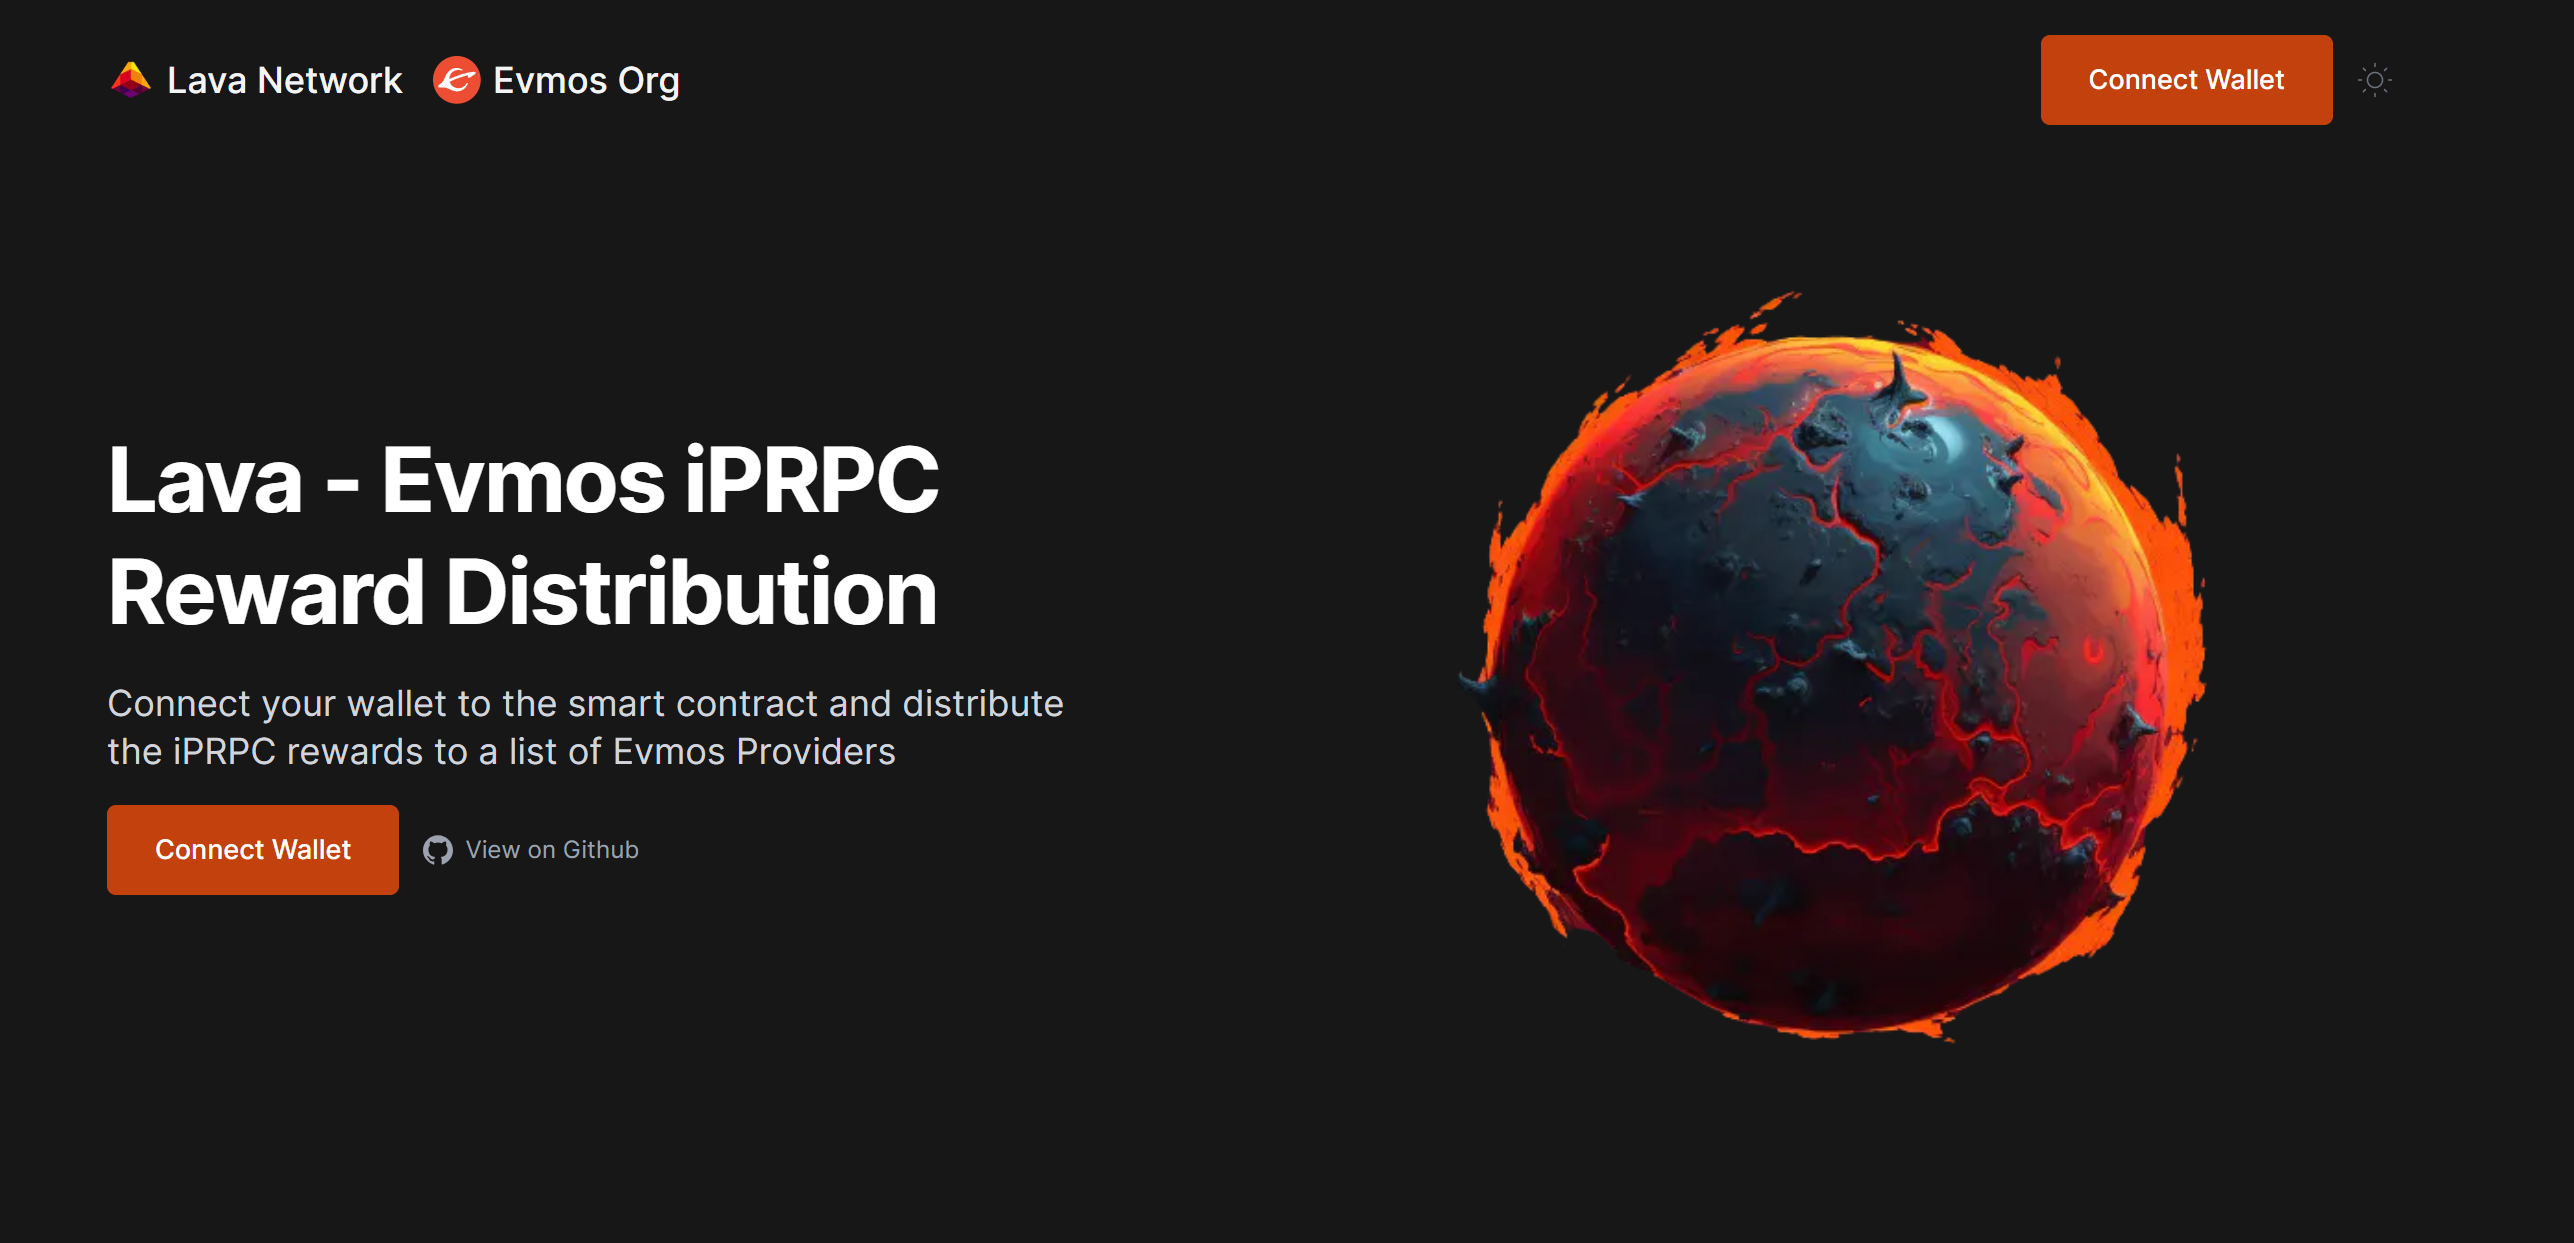 Lava Network Evmos Org
Connect Wallet
Lava - Evmos iPRPC
Reward Distribution
Connect your wallet to the smart contract and distribute
the iPRPC rewards to a list of Evmos Providers
Connect Wallet View on Github